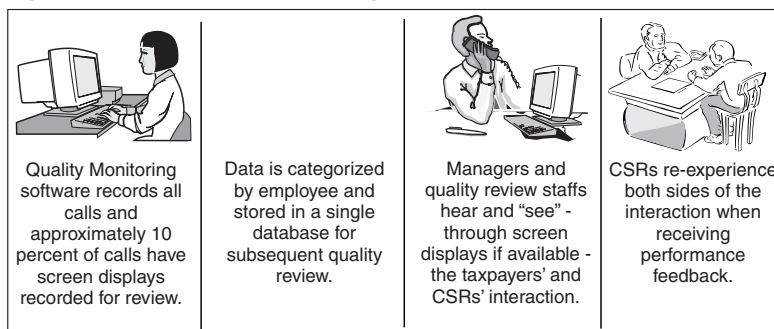 Quality Monitoring
software records all
calls and
approximately 10
percent of calls have
screen displays
recorded for review.
Data is categorized
by employee and
stored in a single
database for
subsequent quality
review.
Managers and
quality review staffs
hear and “see” -
through screen
displays if available -
the taxpayers’ and
CSRs’ interaction.
CSRs re-experience
both sides of the
interaction when
receiving
performance
feedback.